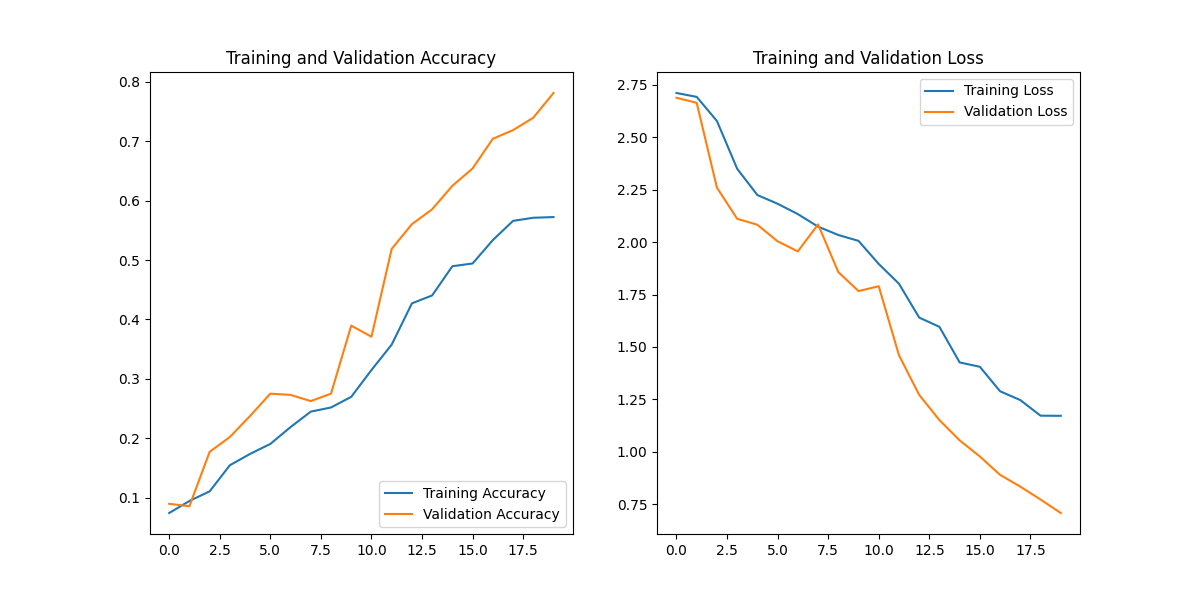 Training and Validation Accuracy
0.8
0.7
0.6
0.5
0.4
0.3
0.2
0.1
0.0 2.5 5.0 7.5 10.0 12.5 15.0 17.5
Training Accuracy
Validation Accuracy
Training and Validation Loss
2.75
2.50
2.25
2.00
1.75
1.50
1.25
1.00
0.75
0.0 2.5 5.0 7.5 10.0 12.5 15.0 17.5
Training Loss
Validation Loss